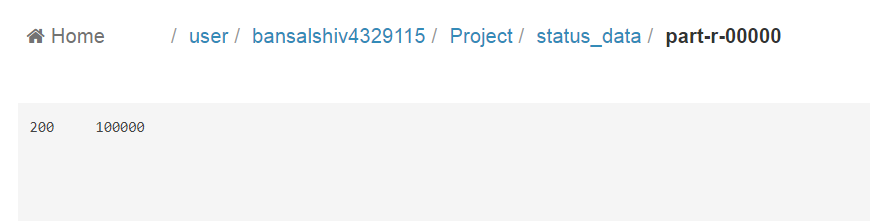 Home / user / bansalshiv4329115 / Project / status_data / part-r-00000
200 100000